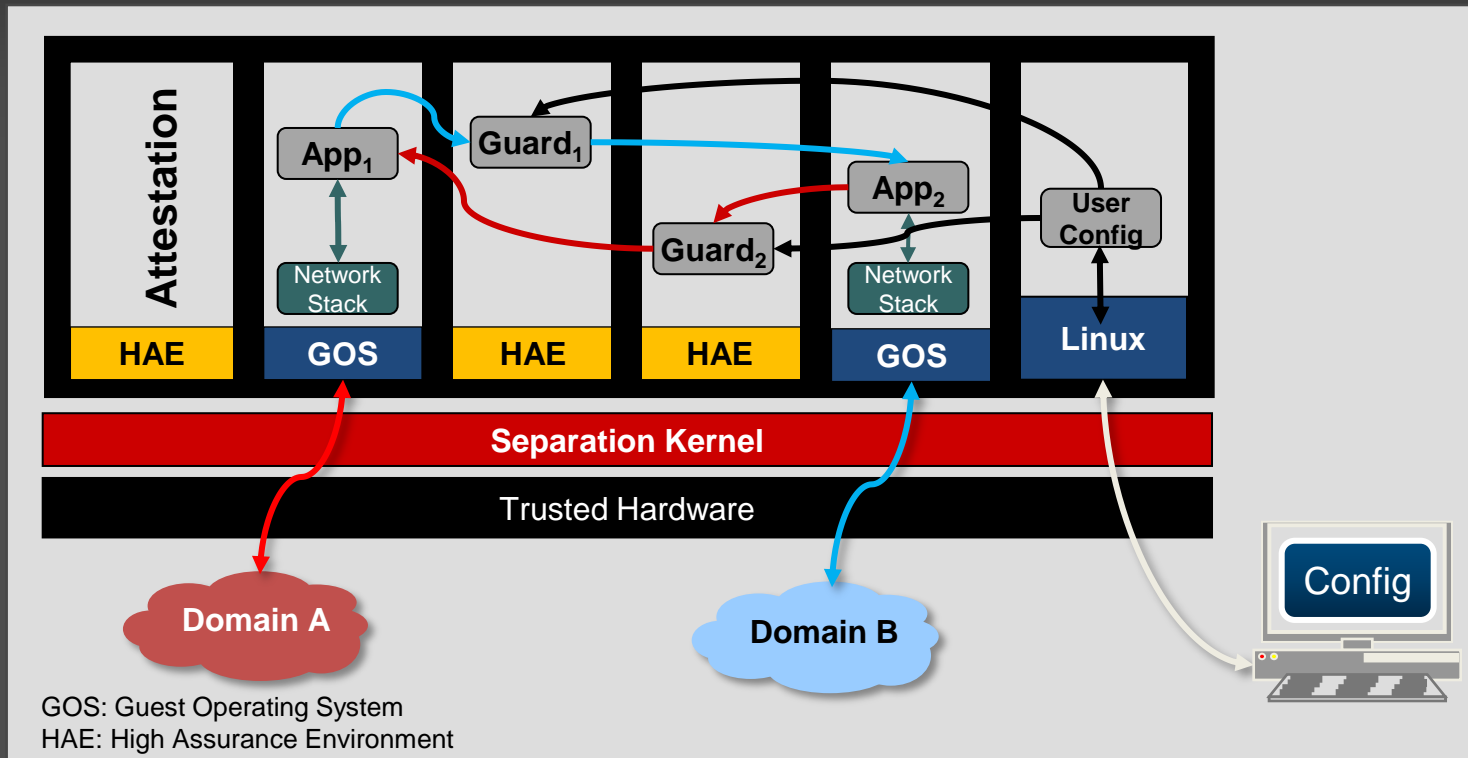 Attestation
App1
Guard1
App2
Guard2
User
Config
Network
Stack
Network
Stack
HAE
GOS
HAE
HAE
GOS
Linux
Separation Kernel
Trusted Hardware
Domain A
Domain B
Config
GOS: Guest Operating System
HAE: High Assurance Environment